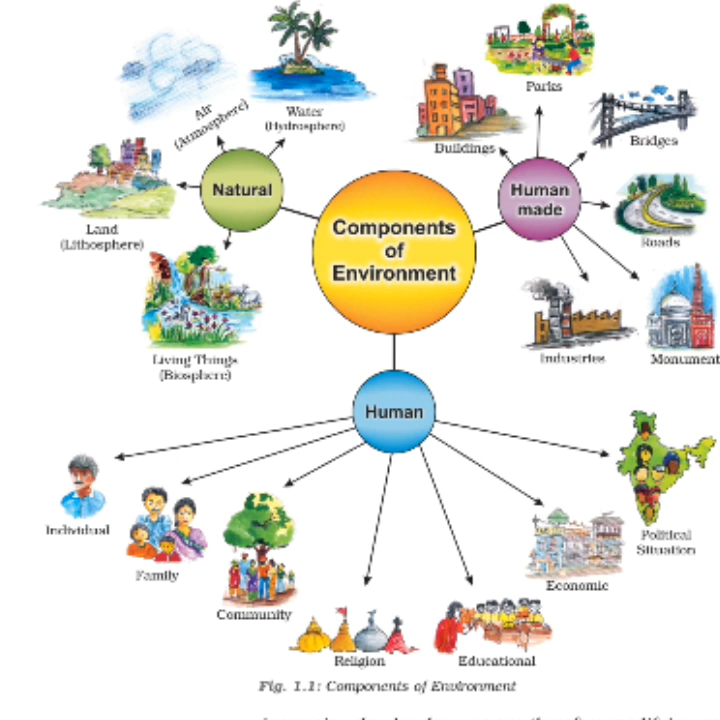 Air
(Atmosphere)
Water
(Hydrosphere)
Parks
Buildings
Bridges
Natural
Human
made
Land
(Lithosphere)
Components
of
Environment
Roads
Living Things
(Biosphere)
Industries
Monument
Human
Individual
Family
Community
Religion
Educational
Economic
Political
Situation
Fig. 1.1: Components of Environment